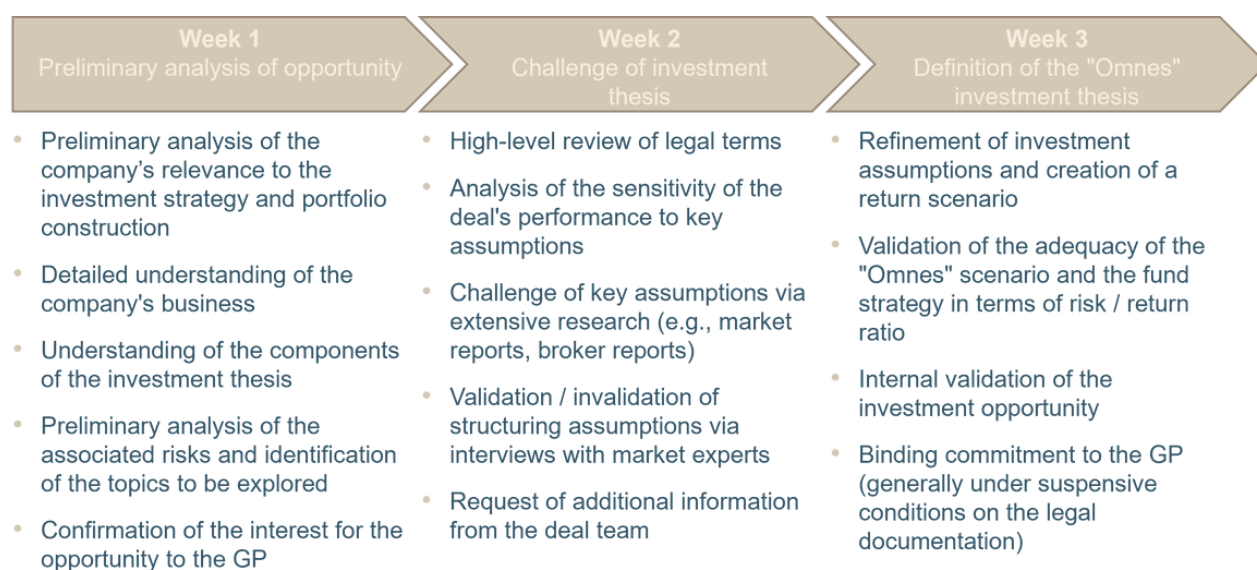 Week 1
Preliminary analysis of opportunity
• Preliminary analysis of the
company’s relevance to the
investment strategy and portfolio
construction
• Detailed understanding of the
company's business
• Understanding of the components
of the investment thesis
• Preliminary analysis of the
associated risks and identification
of the topics to be explored
• Confirmation of the interest for the
opportunity to the GP
Week 2
Challenge of investment
thesis
• High-level review of legal terms
• Analysis of the sensitivity of the
deal's performance to key
assumptions
• Challenge of key assumptions via
extensive research (e.g., market
reports, broker reports)
• Validation / invalidation of
structuring assumptions via
interviews with market experts
• Request of additional information
from the deal team
Week 3
Definition of the "Omnes"
investment thesis
• Refinement of investment
assumptions and creation of a
return scenario
• Validation of the adequacy of the
"Omnes" scenario and the fund
strategy in terms of risk / return
ratio
• Internal validation of the
investment opportunity
• Binding commitment to the GP
(generally under suspensive
conditions on the legal
documentation)